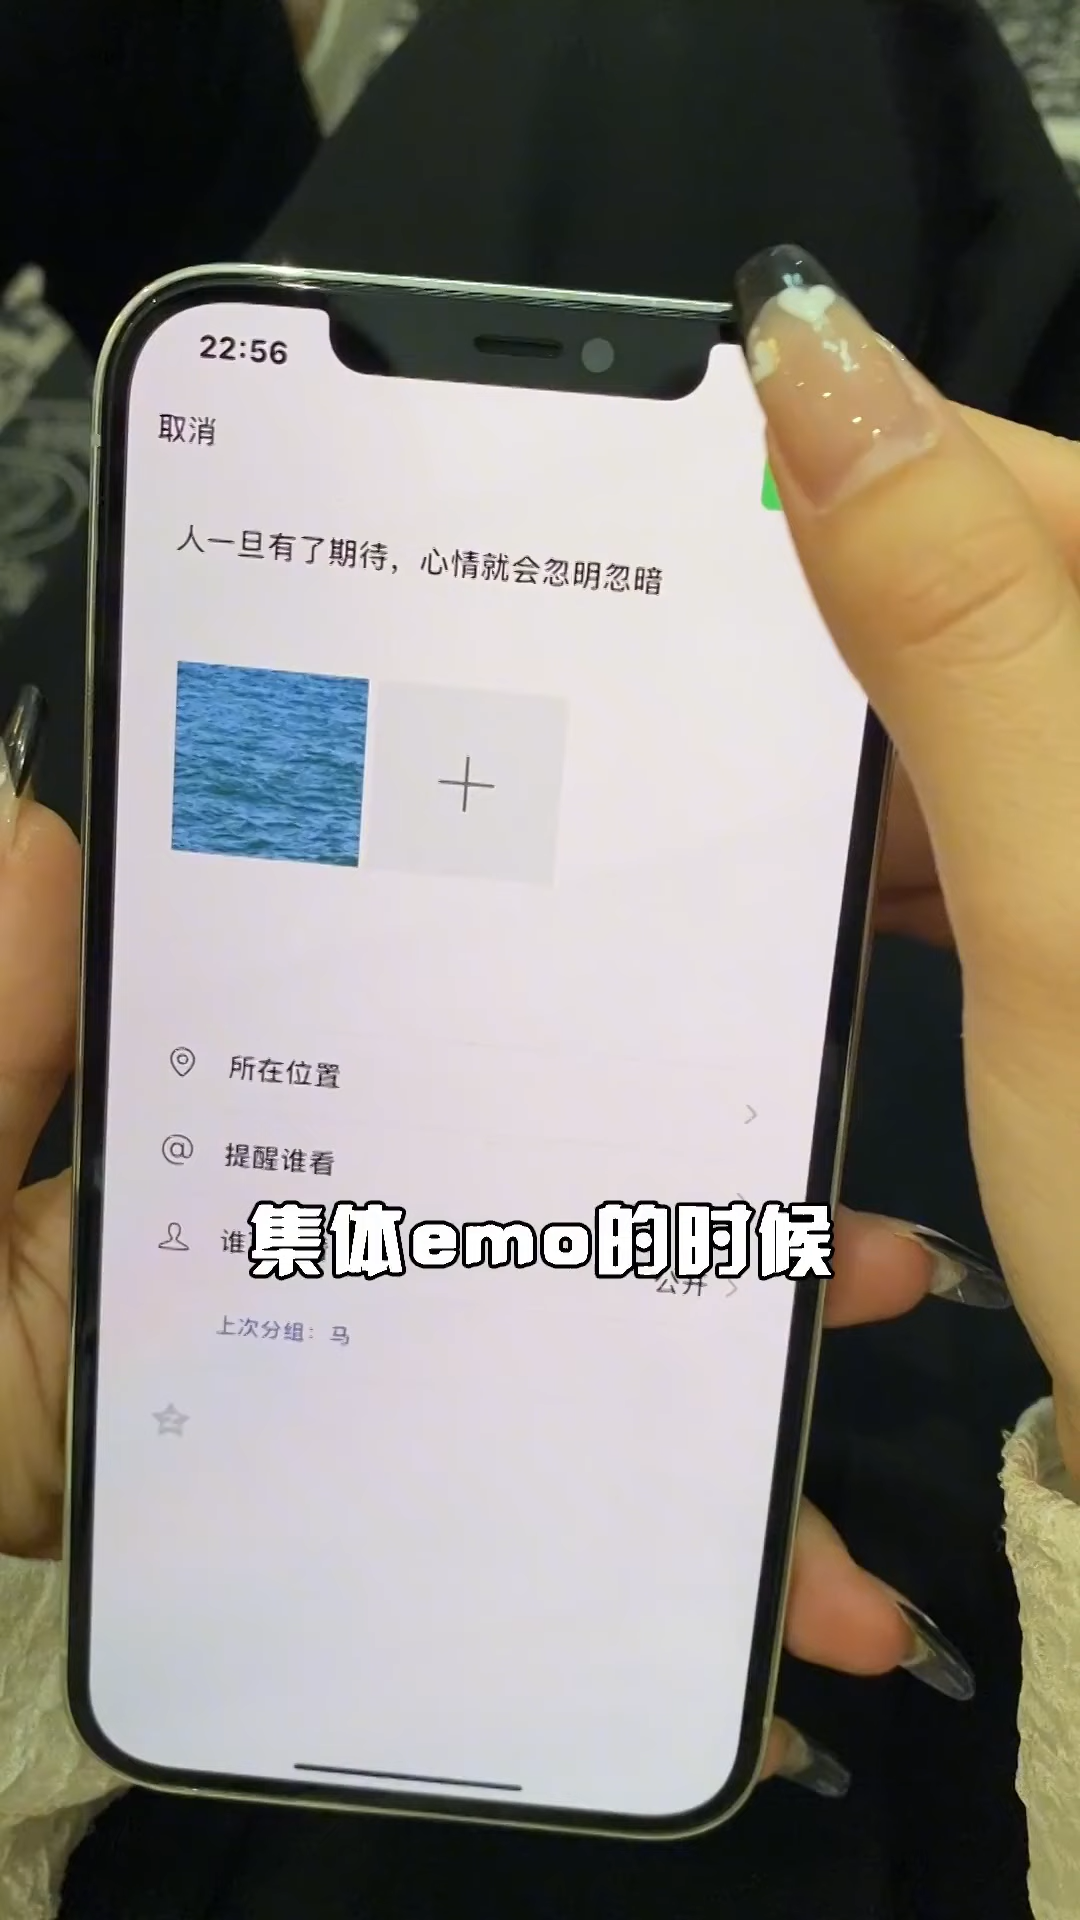 22:56
取消
人一旦有了期待，心情就会忽明忽暗
所在位置
提醒谁看
谁
集体emo的时候
公开
上次分组：马